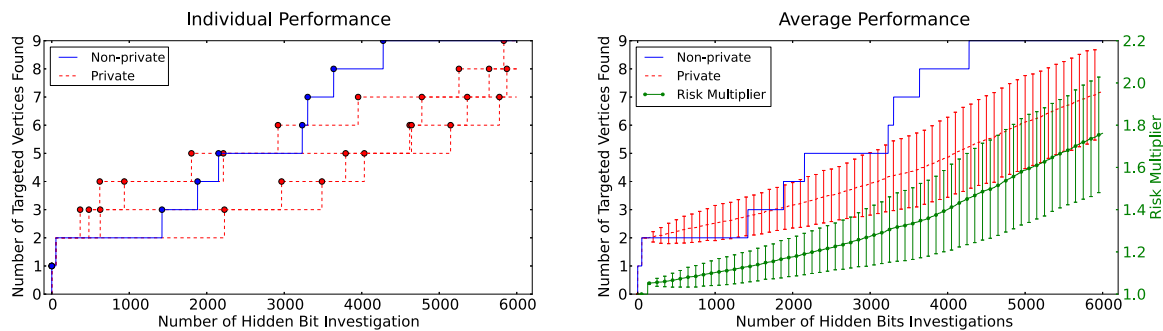 Individual Performance
Number of Targeted Vertices Found
9
8
7
6
5
4
3
2
1
0
Non-private
Private
0 1000 2000 3000 4000 5000 6000
Number of Hidden Bit Investigation
Average Performance
Number of Targeted Vertices Found
9
8
7
6
5
4
3
2
1
0
Non-private
Private
Risk Multiplier
2.2
2.0
1.8
1.6
1.4
1.2
1.0
Risk Multiplier
0 1000 2000 3000 4000 5000 6000
Number of Hidden Bits Investigations